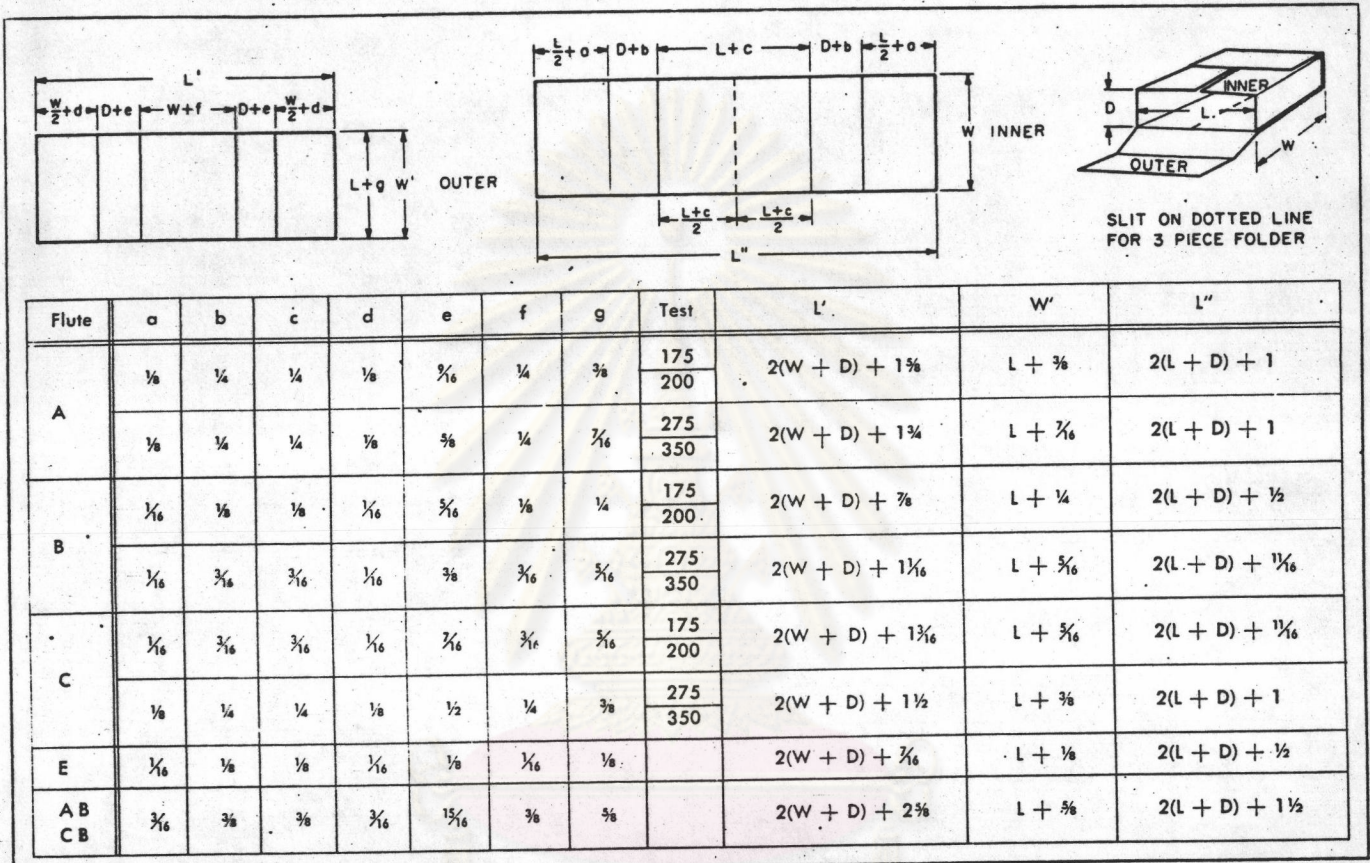 L'
W/2+d D+e W+f D+e W/2+d
L+g W' OUTER
L/2+a D+b L+c D+b L/2+a
W INNER
L+c/2 L+c/2
L"
INNER
D L W
OUTER
SLIT ON DOTTED LINE
FOR 3 PIECE FOLDER
Flute a b c d e f g Test L' W' L"
A
⅛ ¼ ¼ ⅛ 9/16 ¼ ⅜ 175/200 2(W + D) + 1⅝ L + ⅜ 2(L + D) + 1
⅛ ¼ ¼ ⅛ ⅝ ¼ 7/16 275/350 2(W + D) + 1¾ L + 7/16 2(L + D) + 1
B
1/16 ⅛ ⅛ 1/16 5/16 ⅛ ¼ 175/200 2(W + D) + ⅞ L + ¼ 2(L + D) + ½
1/16 3/16 3/16 1/16 ⅜ 3/16 5/16 275/350 2(W + D) + 1 1/16 L + 5/16 2(L + D) + 11/16
C
1/16 3/16 3/16 1/16 7/16 3/16 5/16 175/200 2(W + D) + 1 3/16 L + 5/16 2(L + D) + 11/16
⅛ ¼ ¼ ⅛ ½ ¼ ⅜ 275/350 2(W + D) + 1½ L + ⅜ 2(L + D) + 1
E 1/16 ⅛ ⅛ 1/16 ⅛ 1/16 ⅛ 2(W + D) + 7/16 L + ⅛ 2(L + D) + ½
AB
CB
3/16 ⅜ ⅜ 3/16 15/16 ⅜ ⅝ 2(W + D) + 2⅝ L + ⅝ 2(L + D) + 1½